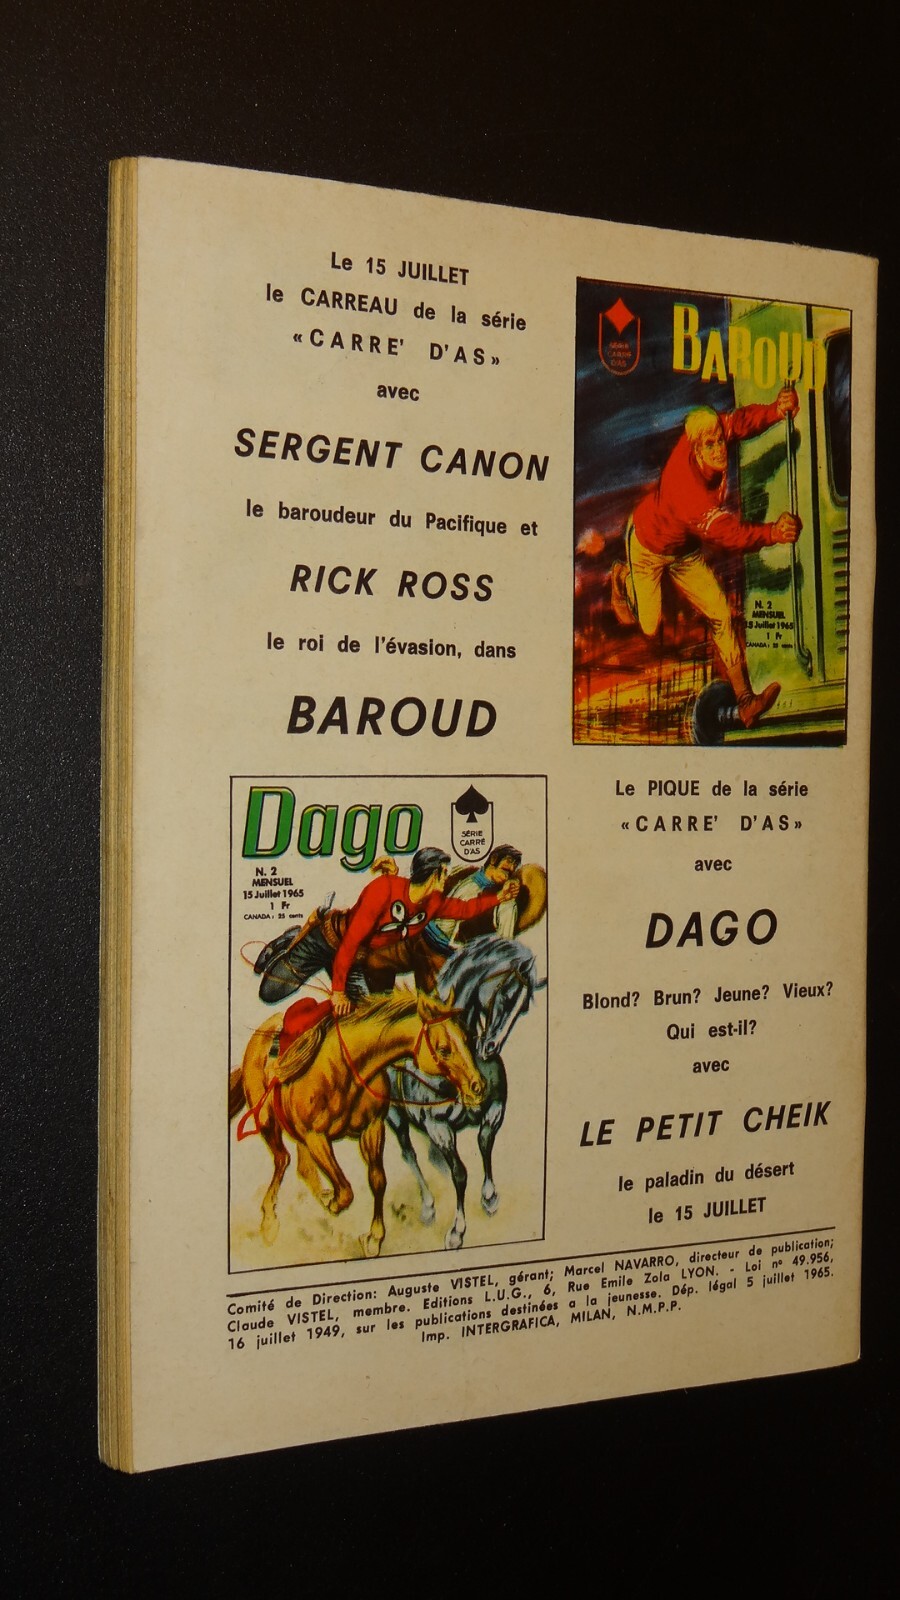 Le 15 JUILLET
le CARREAU de la série
«CARRE' D'AS»
avec
SERGENT CANON
le baroudeur du Pacifique et
RICK ROSS
le roi de l'évasion, dans
BAROUD
SÉRIE
CARRÉ
D'AS
BAROUD
N. 2
MENSUEL
15 Juillet 1965
1 Fr
CANADA: 25 cents
Dago
SÉRIE
CARRÉ
D'AS
N. 2
MENSUEL
15 Juillet 1965
1 Fr
CANADA: 25 cents
Le PIQUE de la série
«CARRE' D'AS»
avec
DAGO
Blond? Brun? Jeune? Vieux?
Qui est-il?
avec
LE PETIT CHEIK
le paladin du désert
le 15 JUILLET
Comité de Direction: Auguste VISTEL, gérant; Marcel NAVARRO, directeur de publication;
Claude VISTEL, membre. Editions L.U.G., 6, Rue Emile Zola LYON. - Loi n° 49.956,
16 juillet 1949, sur les publications destinées a la jeunesse. Dép. légal 5 juillet 1965.
Imp. INTERGRAFICA, MILAN, N.M.P.P.